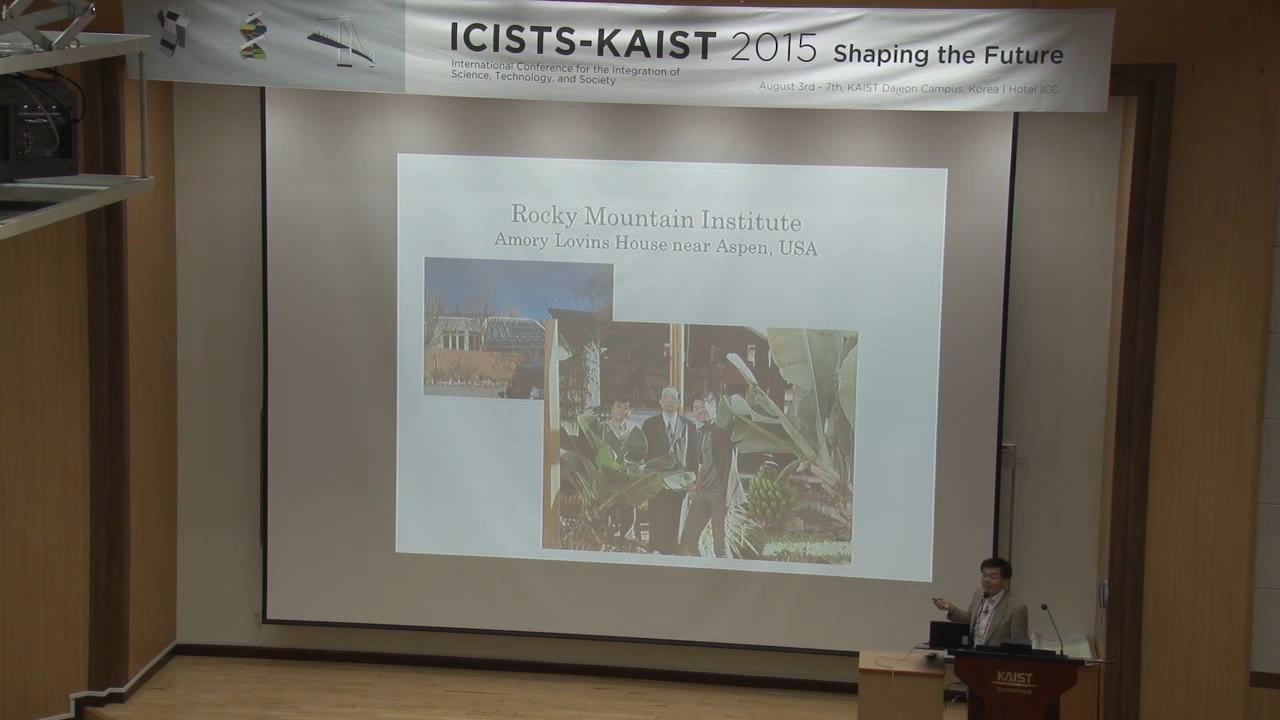 ICISTS-KAIST 2015 Shaping the Future
International Conference for the Integration of
Science, Technology, and Society
August 3rd - 7th, KAIST Dajeon Campus, Korea | Hotel ICC
Rocky Mountain Institute
Amory Lovins House near Aspen, USA
KAIST